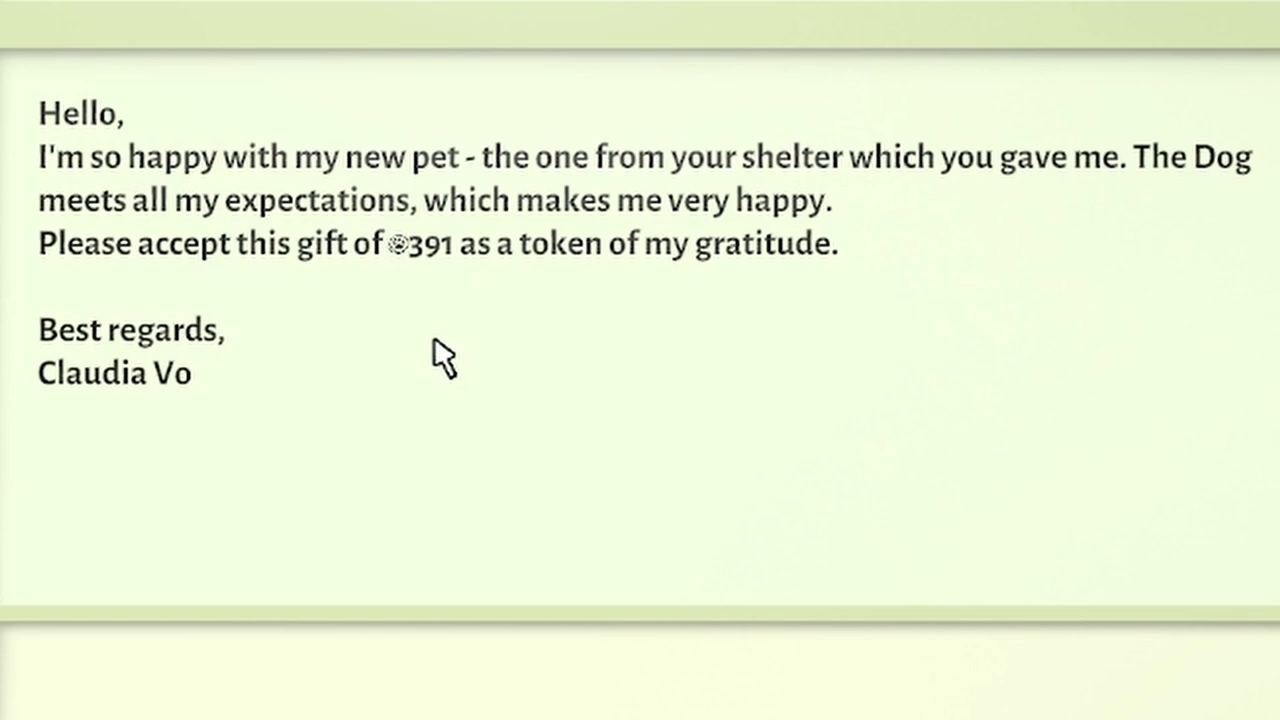 Hello,
I'm so happy with my new pet - the one from your shelter which you gave me. The Dog
meets all my expectations, which makes me very happy.
Please accept this gift of 391 as a token of my gratitude.
Best regards,
Claudia Vo